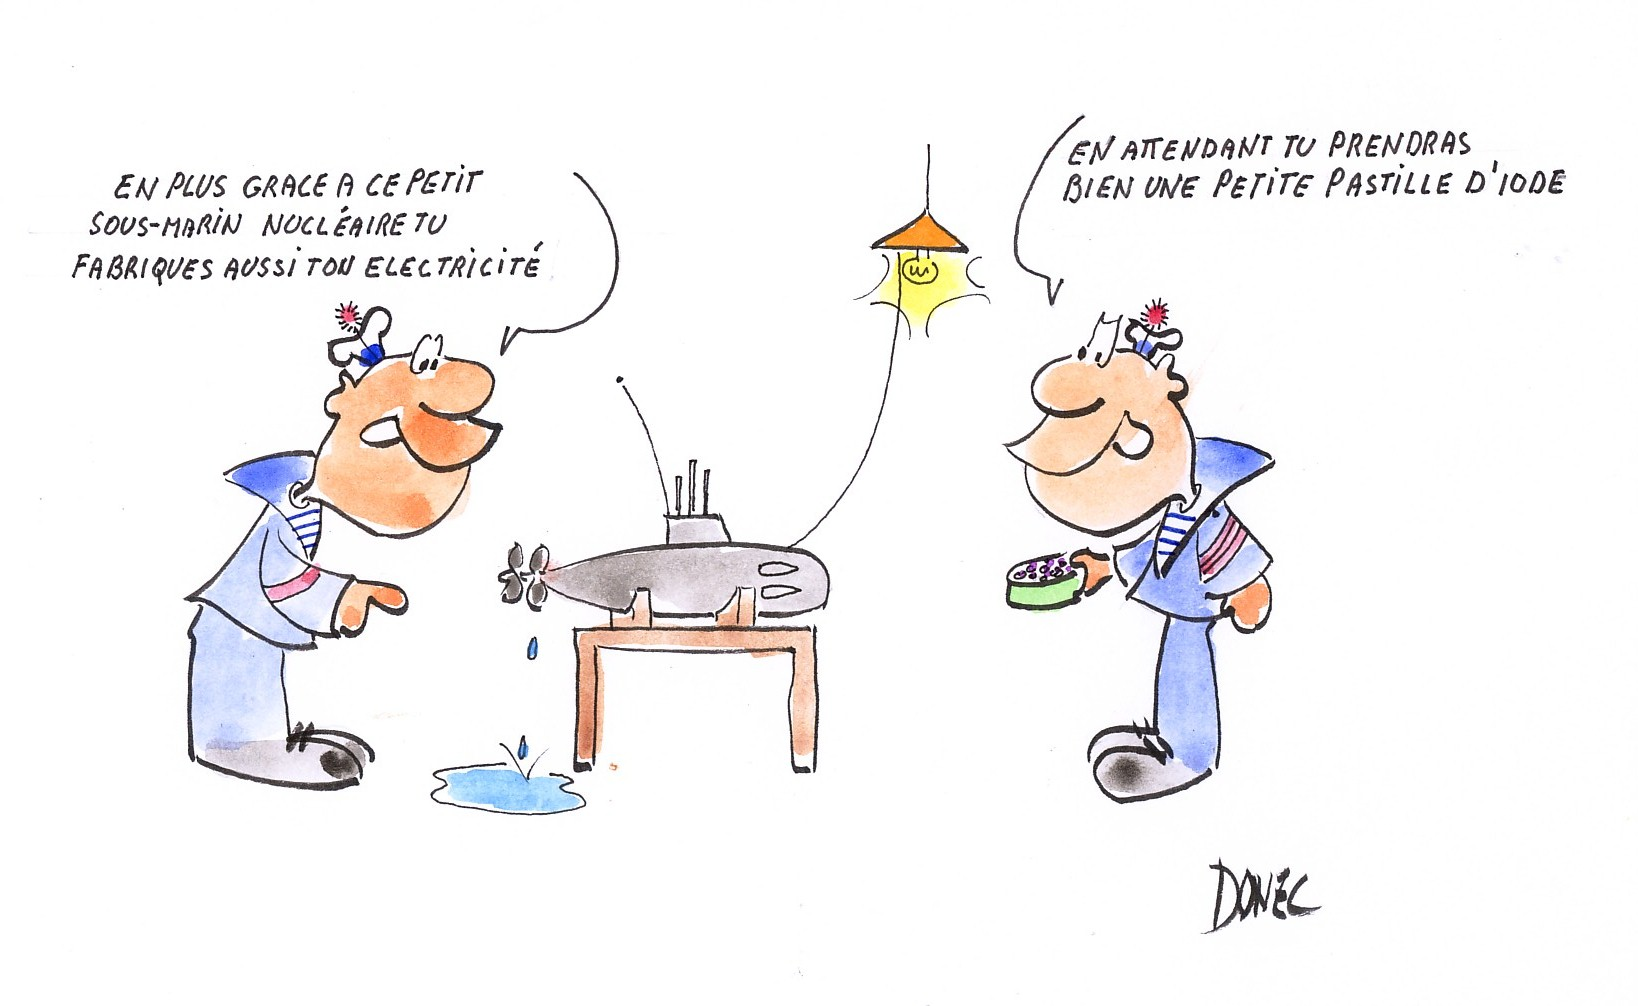 EN PLUS GRACE A CE PETIT
SOUS-MARIN NUCLÉAIRE TU
FABRIQUES AUSSI TON ELECTRICITÉ
EN ATTENDANT TU PRENDRAS
BIEN UNE PETITE PASTILLE D'IODE
DONEC